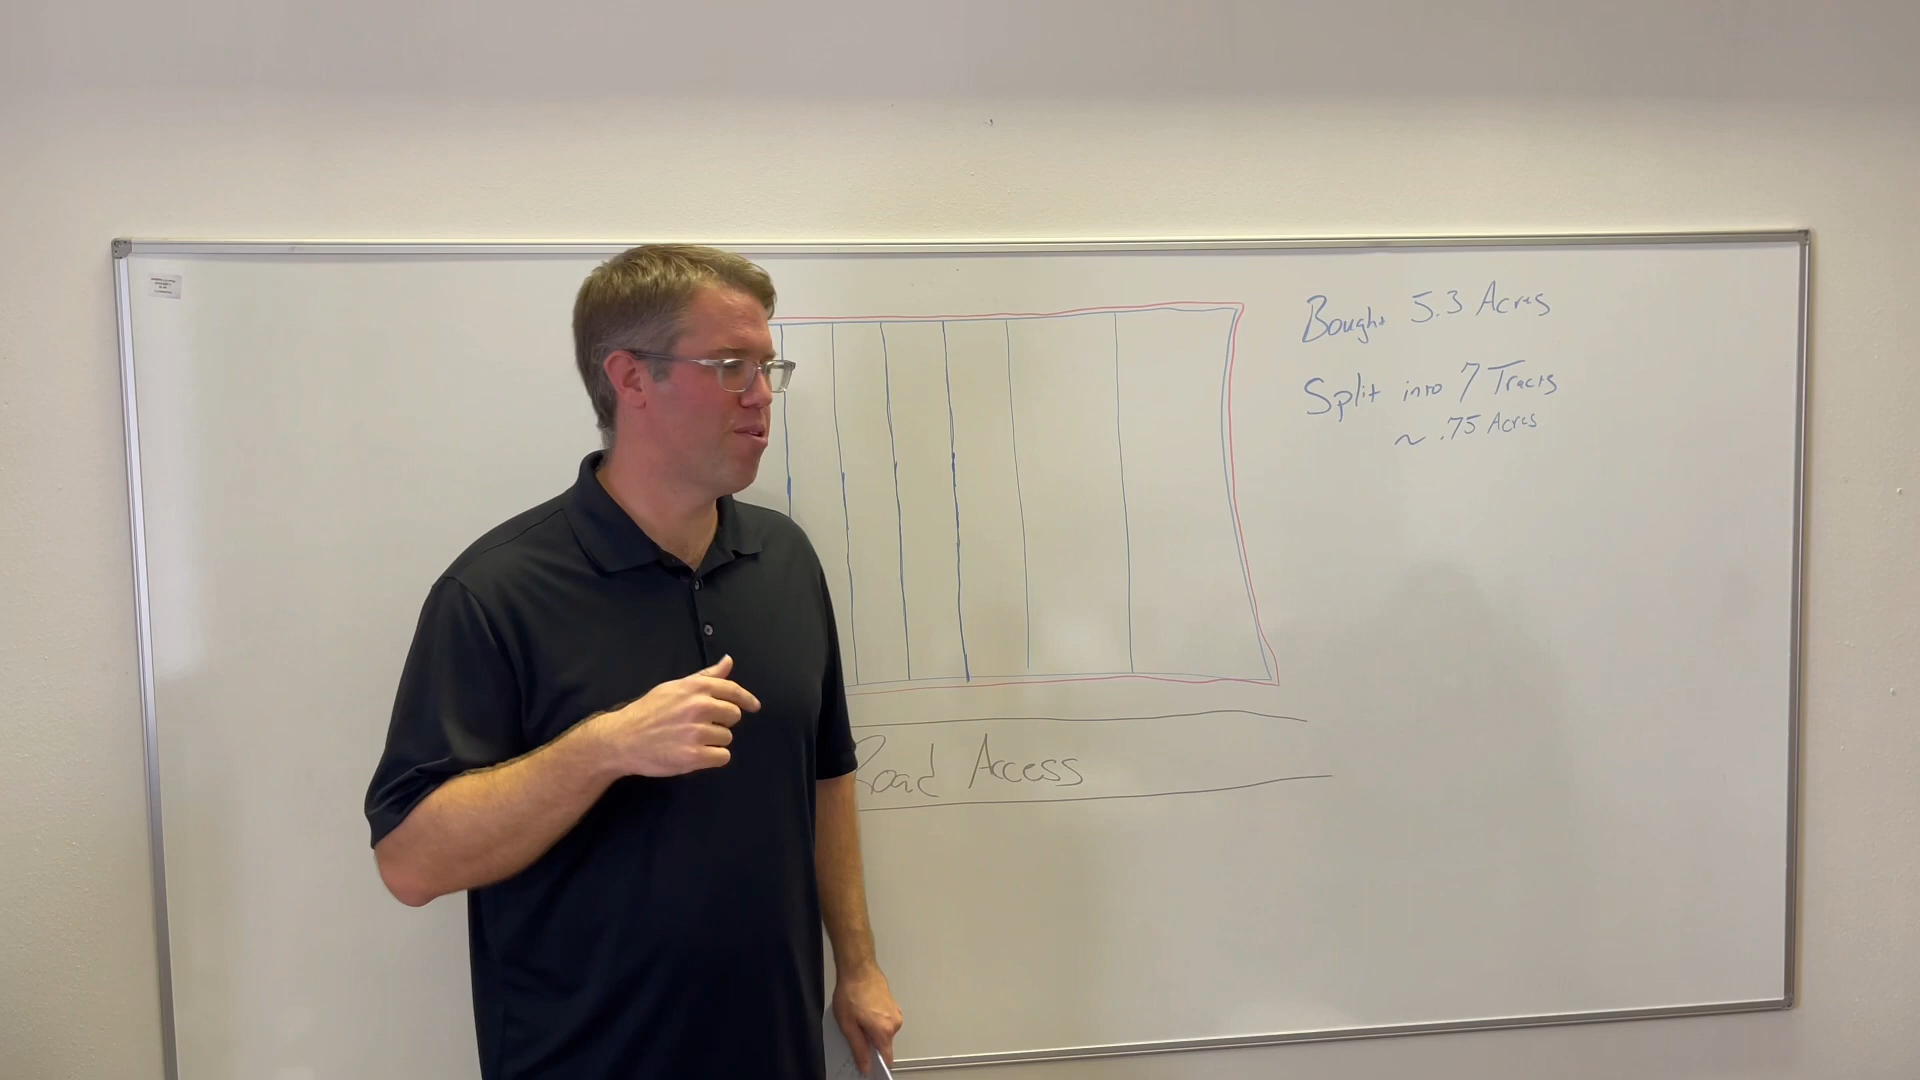 Bought 5.3 Acres
Split into 7 Tracts
~ .75 Acres
Road Access